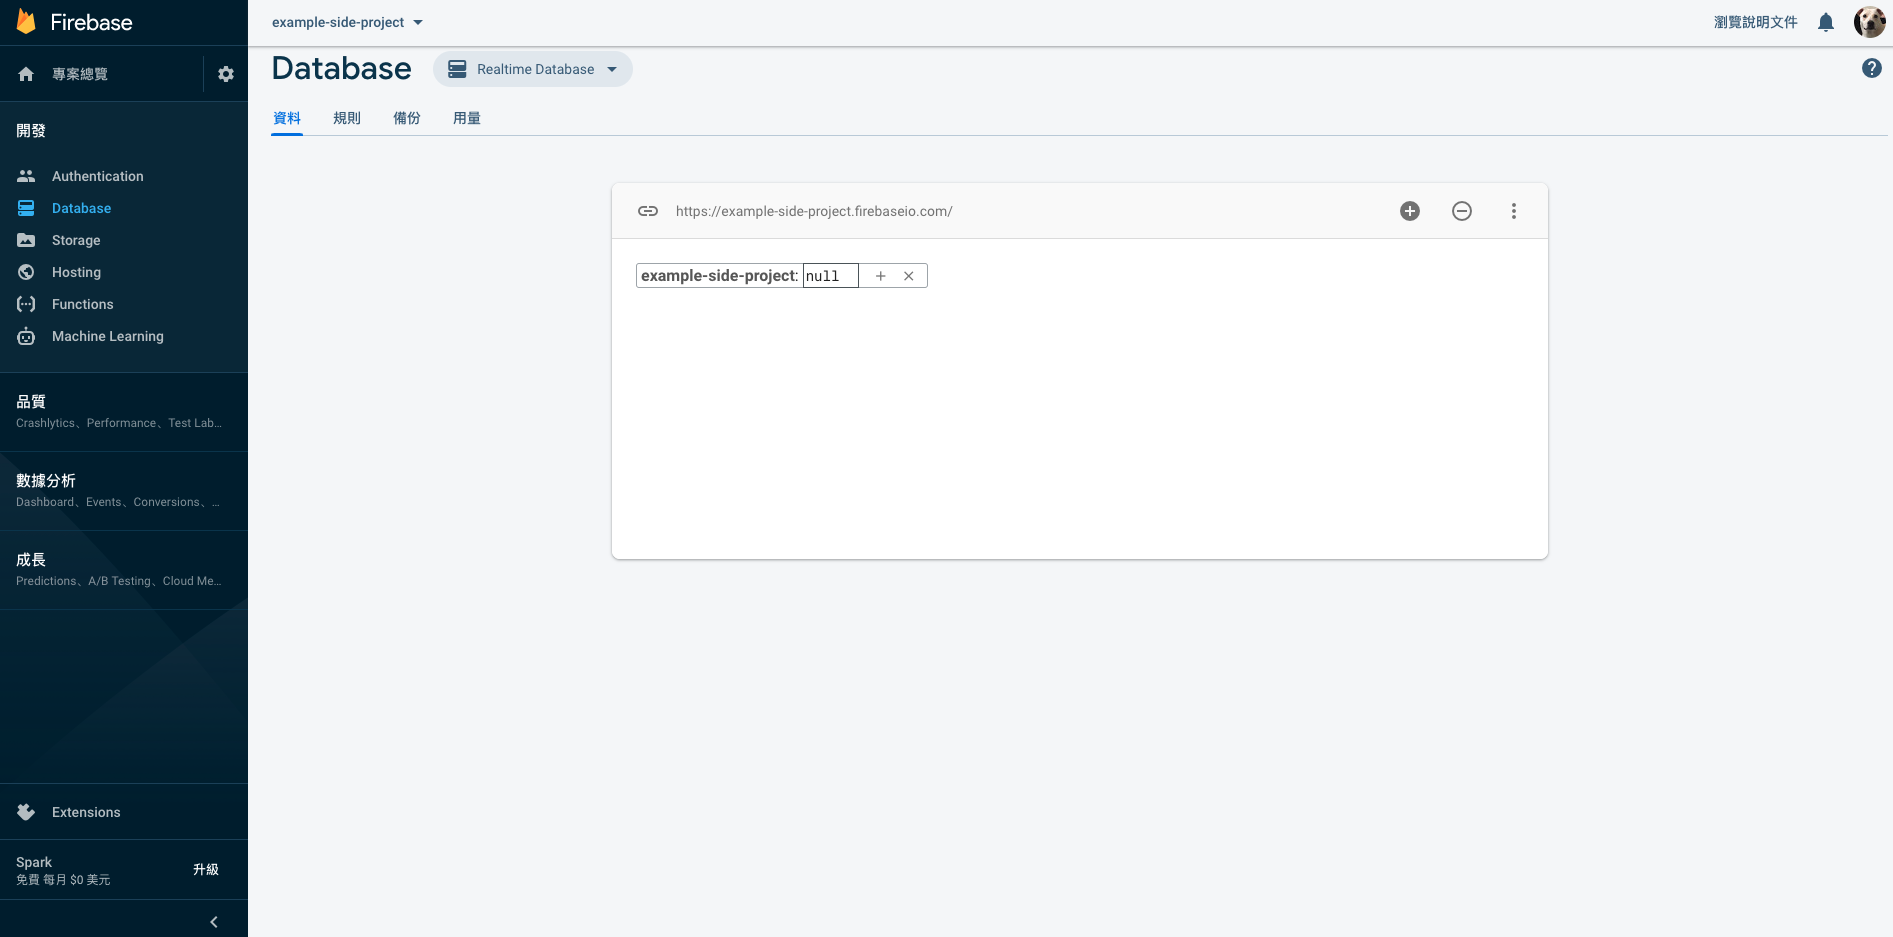 Firebase
example-side-project
瀏覽說明文件
專案總覽
Database
Realtime Database
資料 規則 備份 用量
開發
Authentication
Database
Storage
Hosting
Functions
Machine Learning
https://example-side-project.firebaseio.com/
example-side-project: null
品質
Crashlytics、Performance、Test Lab...
數據分析
Dashboard、Events、Conversions、...
成長
Predictions、A/B Testing、Cloud Me...
Extensions
Spark
免費 每月 $0 美元
升級